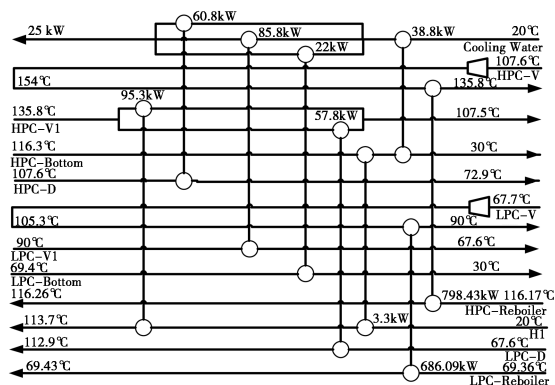 60.8kW
25 kW 85.8kW 38.8kW 20℃
22kW Cooling Water
107.6℃
HPC-V
154℃ 135.8℃
95.3kW
135.8℃ 57.8kW 107.5℃
HPC-V1
116.3℃ 30℃
HPC-Bottom
107.6℃ 72.9℃
HPC-D
67.7℃
LPC-V
105.3℃ 90℃
LPC-V1
90℃ 67.6℃
69.4℃ 30℃
LPC-Bottom
116.26℃ 798.43kW 116.17℃
HPC-Reboiler
113.7℃ 3.3kW 20℃
H1
112.9℃ 67.6℃
LPC-D
69.43℃ 686.09kW 69.36℃
LPC-Reboiler